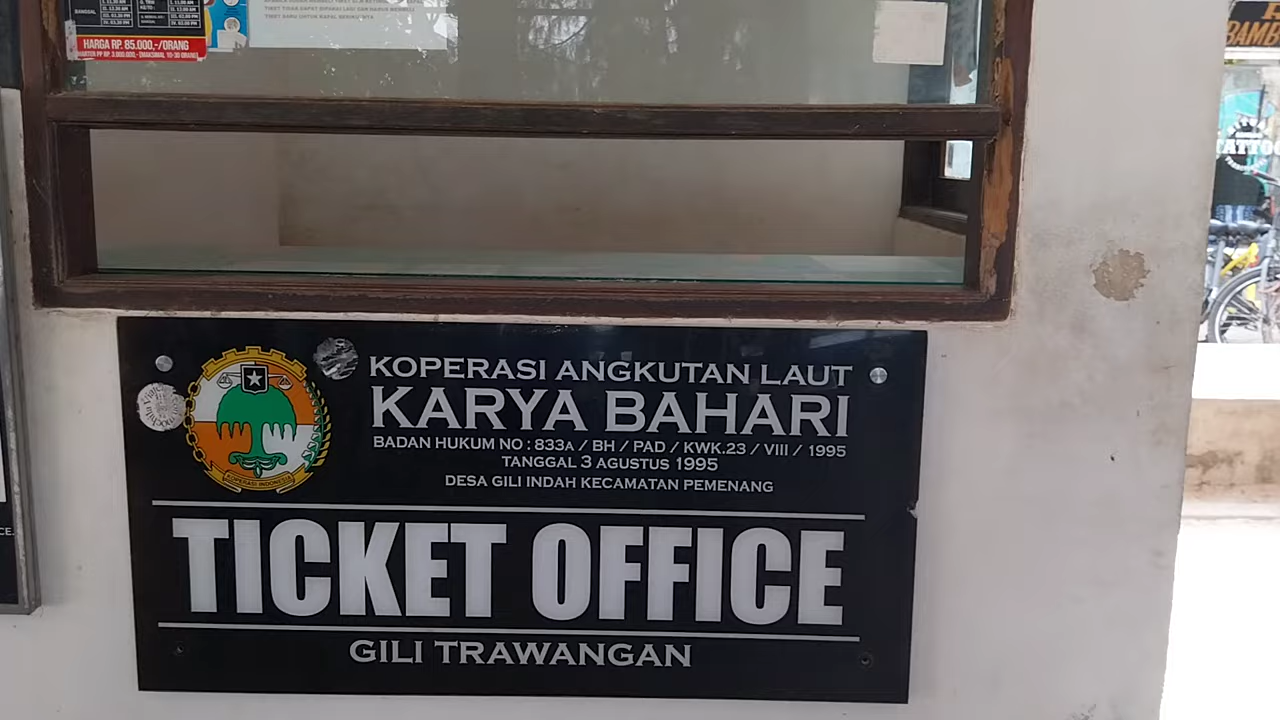 HARGA RP. 85.000,-/ORANG
KOPERASI ANGKUTAN LAUT
KARYA BAHARI
BADAN HUKUM NO : 833A / BH / PAD / KWK.23 / VIII / 1995
TANGGAL 3 AGUSTUS 1995
DESA GILI INDAH KECAMATAN PEMENANG
KOPERASI INDONESIA
TICKET OFFICE
GILI TRAWANGAN
TATTOO